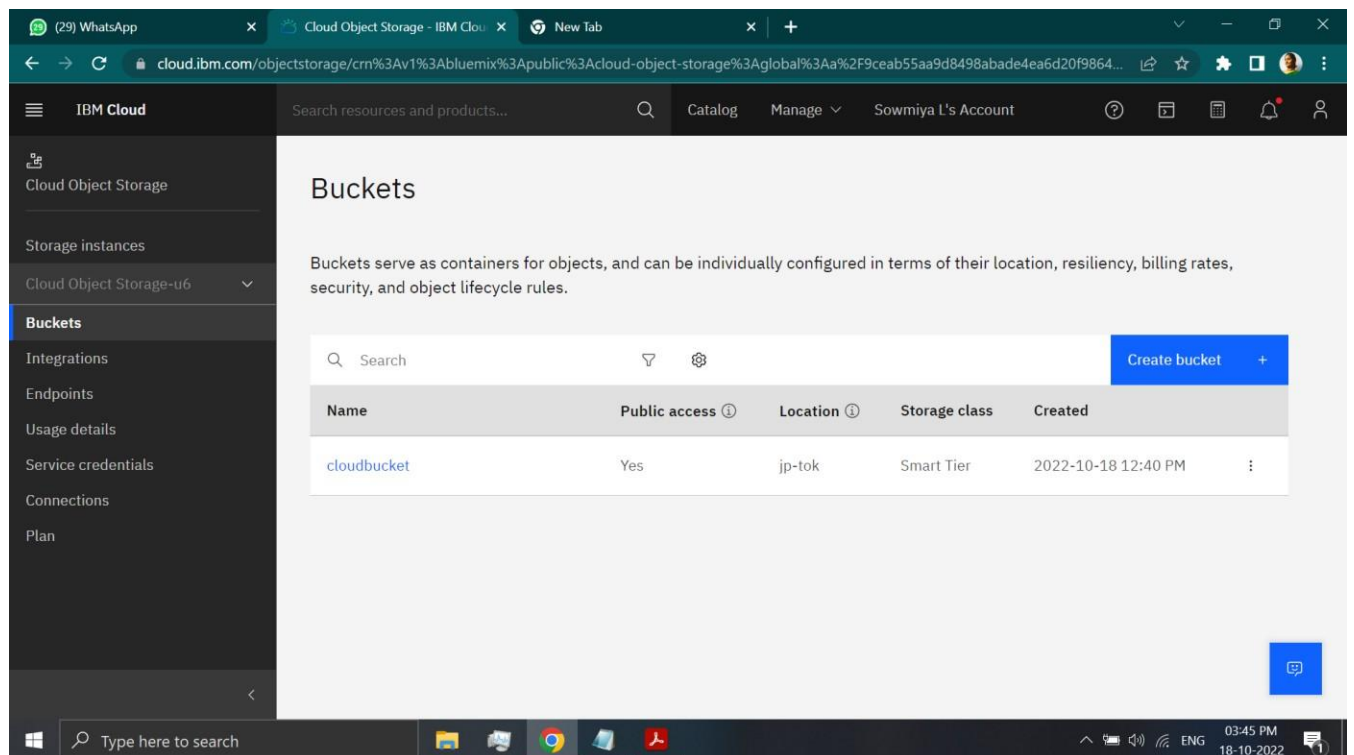 29 (29) WhatsApp
Cloud Object Storage - IBM Clou
New Tab
cloud.ibm.com/objectstorage/crn%3Av1%3Abluemix%3Apublic%3Acloud-object-storage%3Aglobal%3Aa%2F9ceab55aa9d8498abade4ea6d20f9864...
IBM Cloud
Search resources and products...
Catalog
Manage
Sowmiya L's Account
Cloud Object Storage
Storage instances
Cloud Object Storage-u6
Buckets
Integrations
Endpoints
Usage details
Service credentials
Connections
Plan
Buckets
Buckets serve as containers for objects, and can be individually configured in terms of their location, resiliency, billing rates,
security, and object lifecycle rules.
Search
Create bucket +
Name Public access Location Storage class Created
cloudbucket Yes jp-tok Smart Tier 2022-10-18 12:40 PM
Type here to search
ENG
03:45 PM
18-10-2022